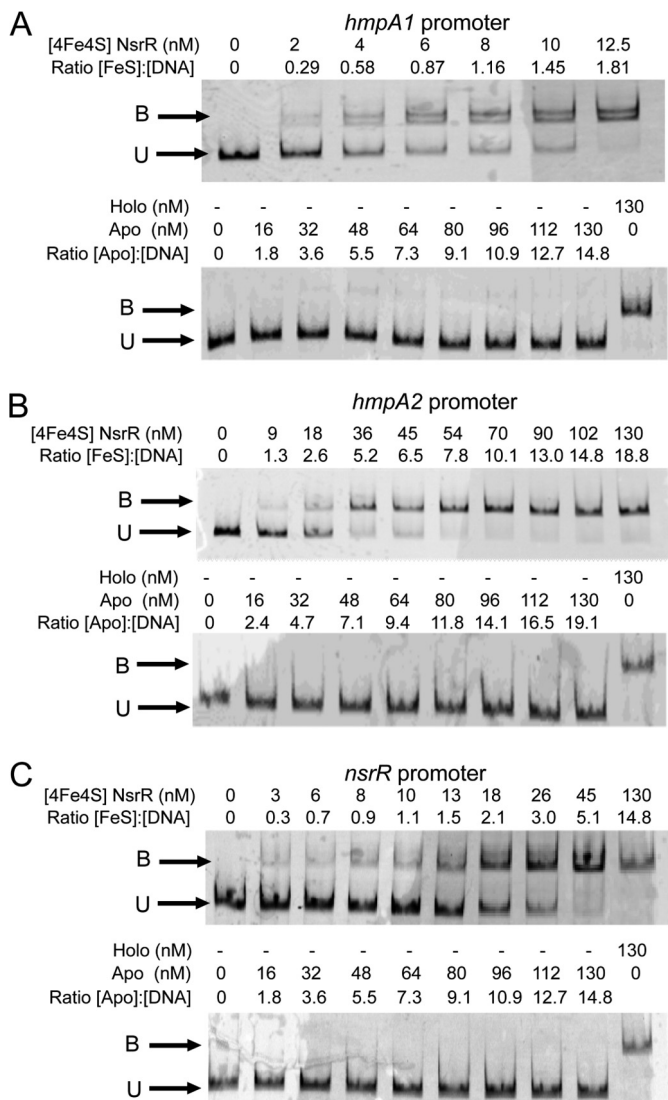 A
hmpA1 promoter
[4Fe4S] NsrR (nM) 0 2 4 6 8 10 12.5
Ratio [FeS]:[DNA] 0 0.29 0.58 0.87 1.16 1.45 1.81
B
U
Holo (nM) - - - - - - - - - 130
Apo (nM) 0 16 32 48 64 80 96 112 130 0
Ratio [Apo]:[DNA] 0 1.8 3.6 5.5 7.3 9.1 10.9 12.7 14.8
B
U
B
hmpA2 promoter
[4Fe4S] NsrR (nM) 0 9 18 36 45 54 70 90 102 130
Ratio [FeS]:[DNA] 0 1.3 2.6 5.2 6.5 7.8 10.1 13.0 14.8 18.8
B
U
Holo (nM) - - - - - - - - - 130
Apo (nM) 0 16 32 48 64 80 96 112 130 0
Ratio [Apo]:[DNA] 0 2.4 4.7 7.1 9.4 11.8 14.1 16.5 19.1
B
U
C
nsrR promoter
[4Fe4S] NsrR (nM) 0 3 6 8 10 13 18 26 45 130
Ratio [FeS]:[DNA] 0 0.3 0.7 0.9 1.1 1.5 2.1 3.0 5.1 14.8
B
U
Holo (nM) - - - - - - - - - 130
Apo (nM) 0 16 32 48 64 80 96 112 130 0
Ratio [Apo]:[DNA] 0 1.8 3.6 5.5 7.3 9.1 10.9 12.7 14.8
B
U